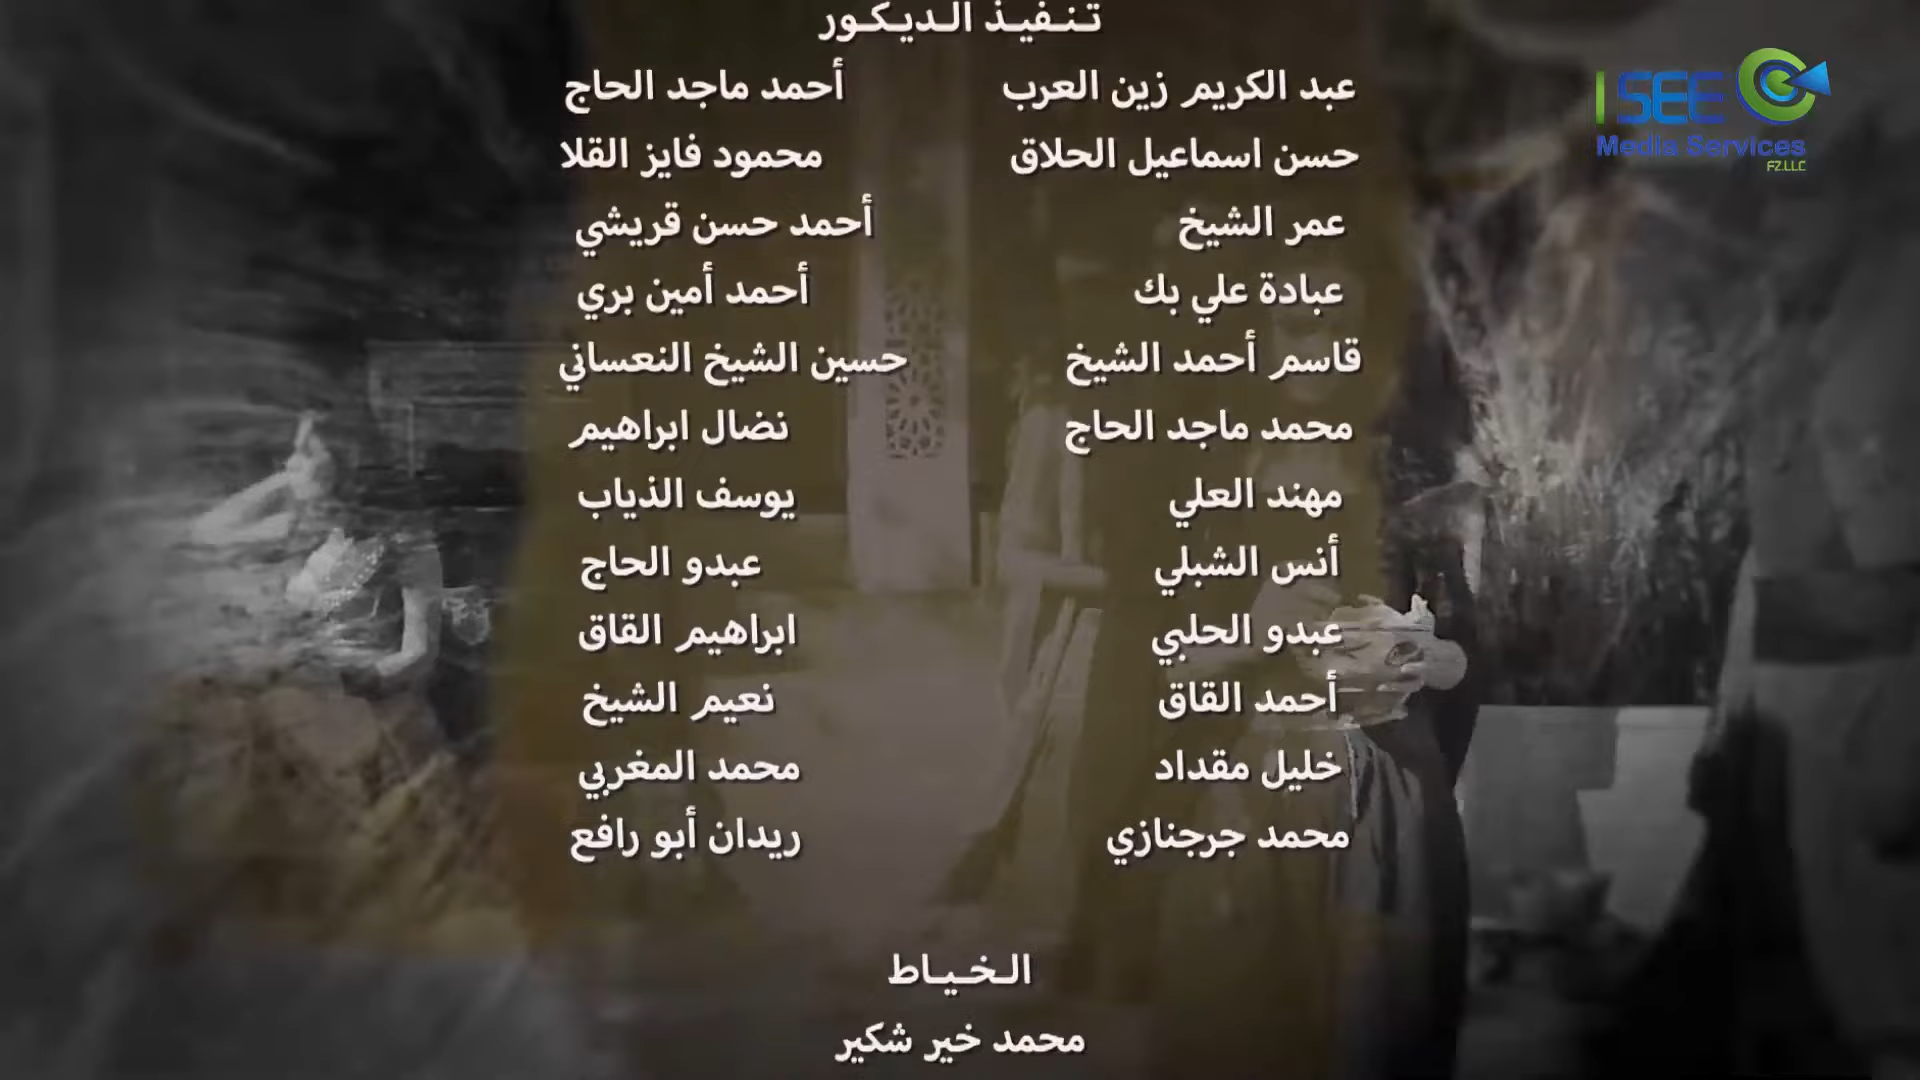 تنفيذ الديكور
عبد الكريم زين العرب
أحمد ماجد الحاج
حسن اسماعيل الحلاق
محمود فايز القلا
عمر الشيخ
أحمد حسن قريشي
عبادة علي بك
أحمد أمين بري
قاسم أحمد الشيخ
حسين الشيخ النعساني
محمد ماجد الحاج
نضال ابراهيم
مهند العلي
يوسف الذياب
أنس الشبلي
عبدو الحاج
عبدو الحلبي
ابراهيم القاق
أحمد القاق
نعيم الشيخ
خليل مقداد
محمد المغربي
محمد جرجنازي
ريدان أبو رافع
الخياط
محمد خير شكير
I SEE
Media Services
FZ.LLC